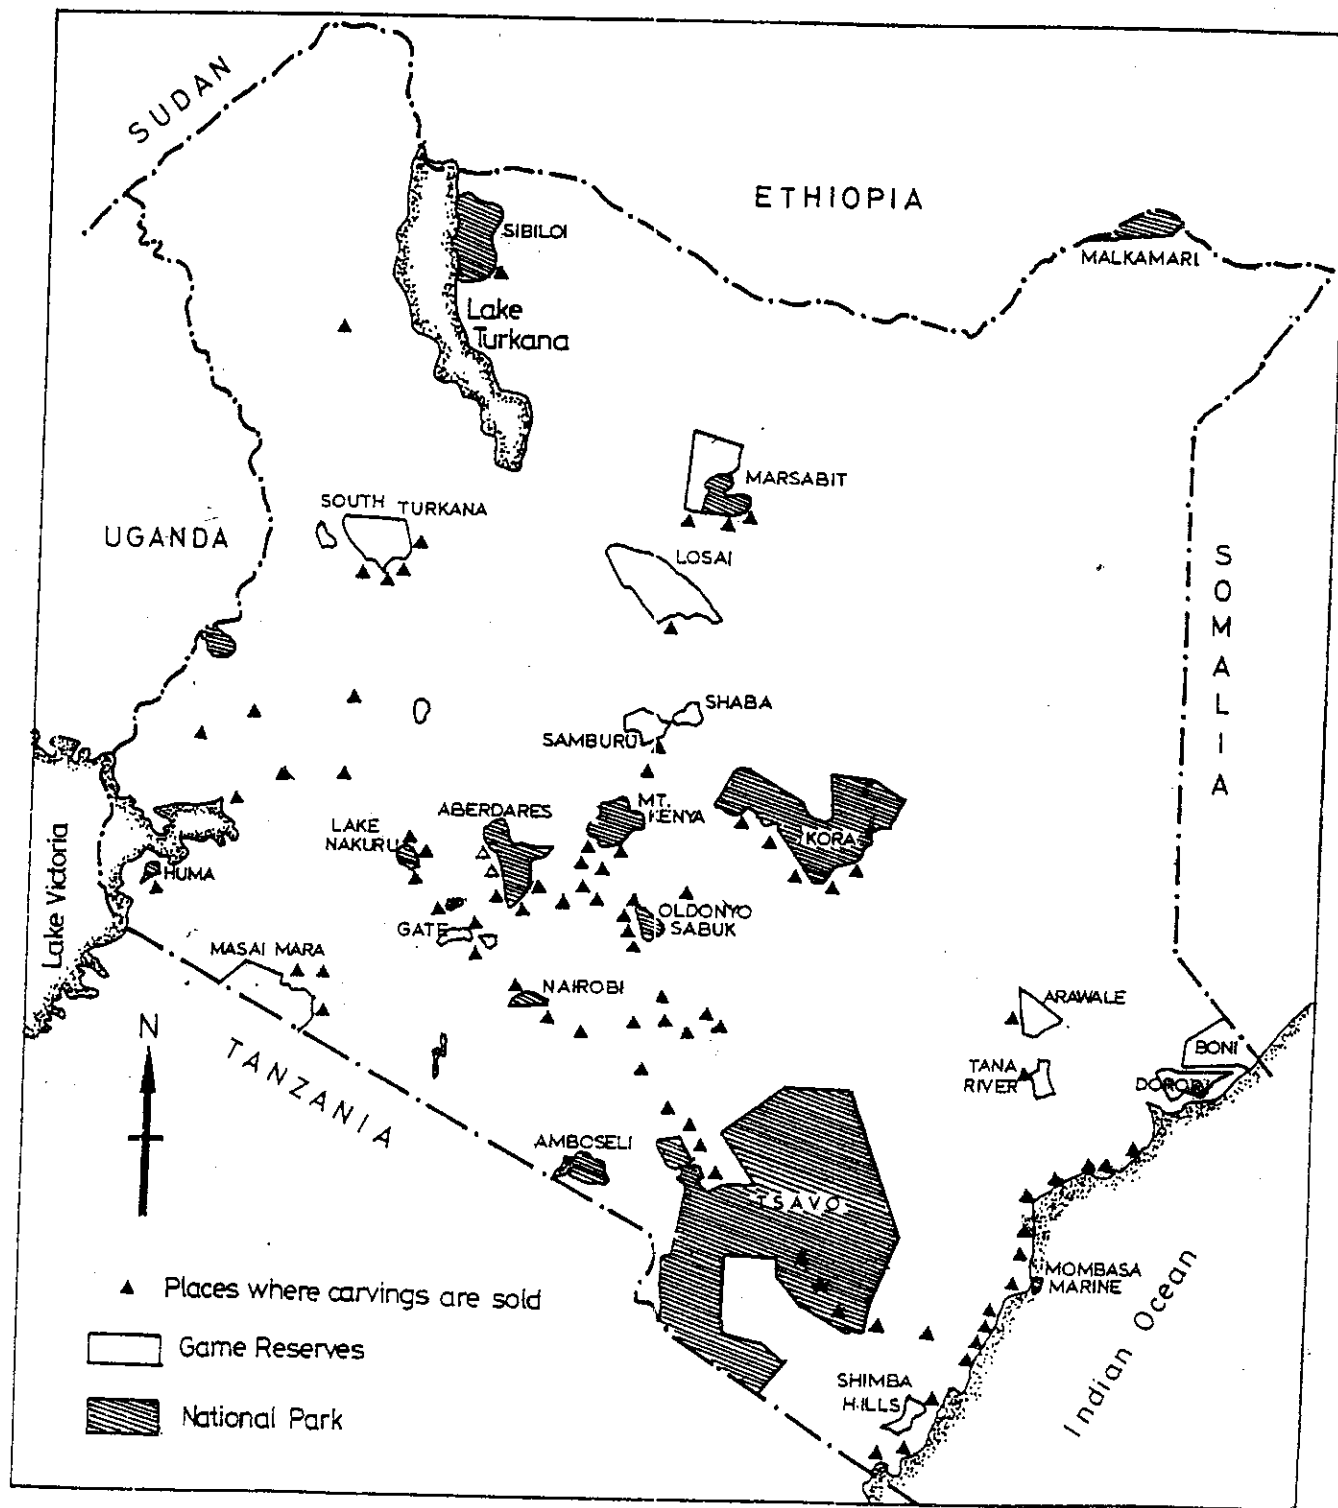 SUDAN
ETHIOPIA
SIBILOI
MALKAMARI
Lake
Turkana
MARSABIT
SOUTH TURKANA
UGANDA
LOSAI
SOMALIA
SHABA
SAMBURU
MT.
KENYA
ABERDARES
LAKE
NAKURU
KORA
HUMA
Lake Victoria
OLDONYO
SABUK
GATE
MASAI MARA
NAIROBI
ARAWALE
N
BONI
TANA
RIVER
DODORI
TANZANIA
AMBOSELI
TSAVO
MOMBASA
MARINE
Indian Ocean
SHIMBA
HILLS
Places where carvings are sold
Game Reserves
National Park